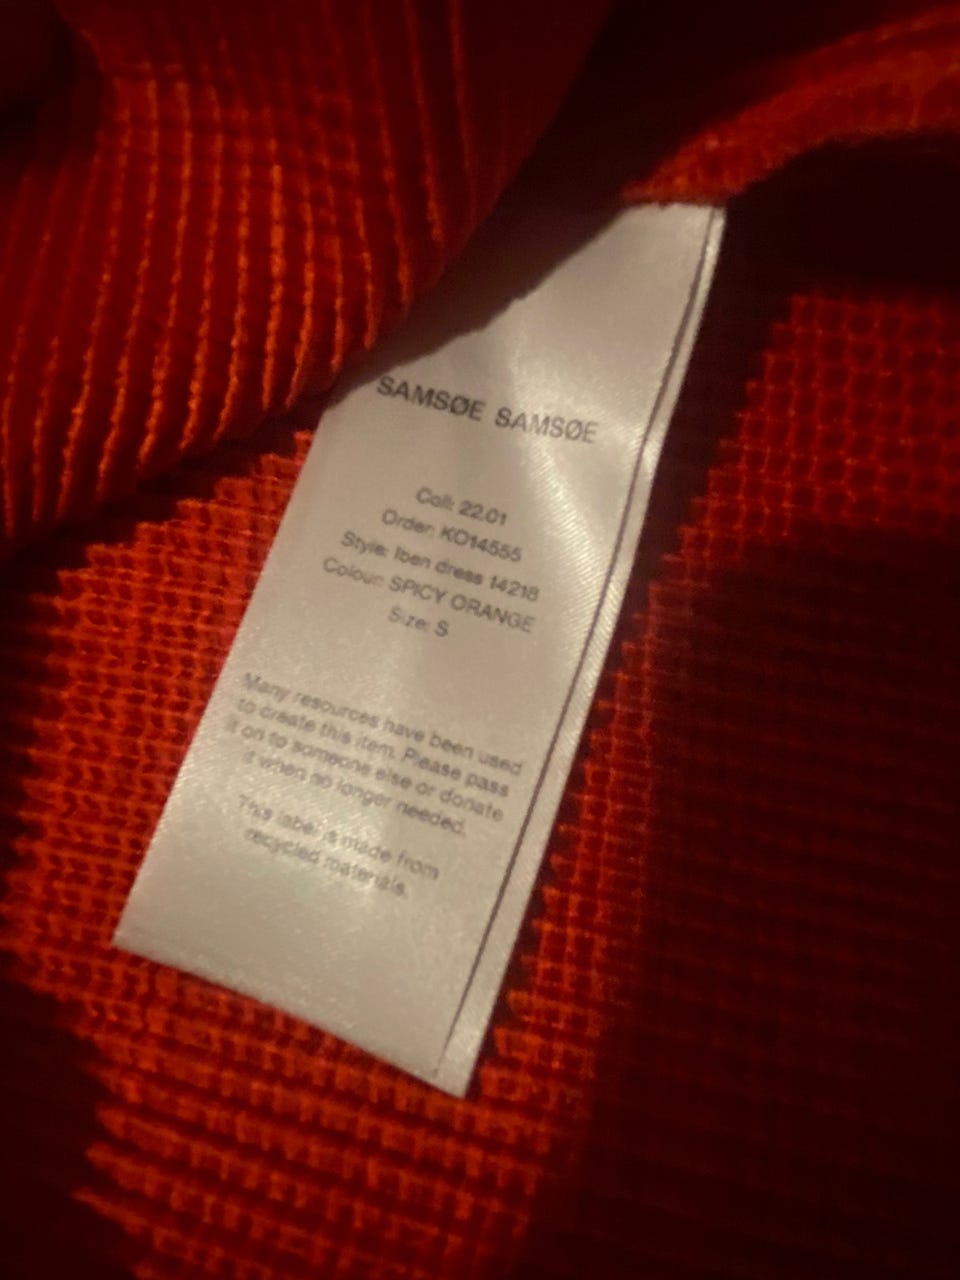 SAMSØE SAMSØE
Coll: 22.01
Order: KO14555
Style: Iben dress 14218
Colour: SPICY ORANGE
Size: S
Many resources have been used
to create this item. Please pass
it on to someone else or donate
it when no longer needed.
This label is made from
recycled materials.